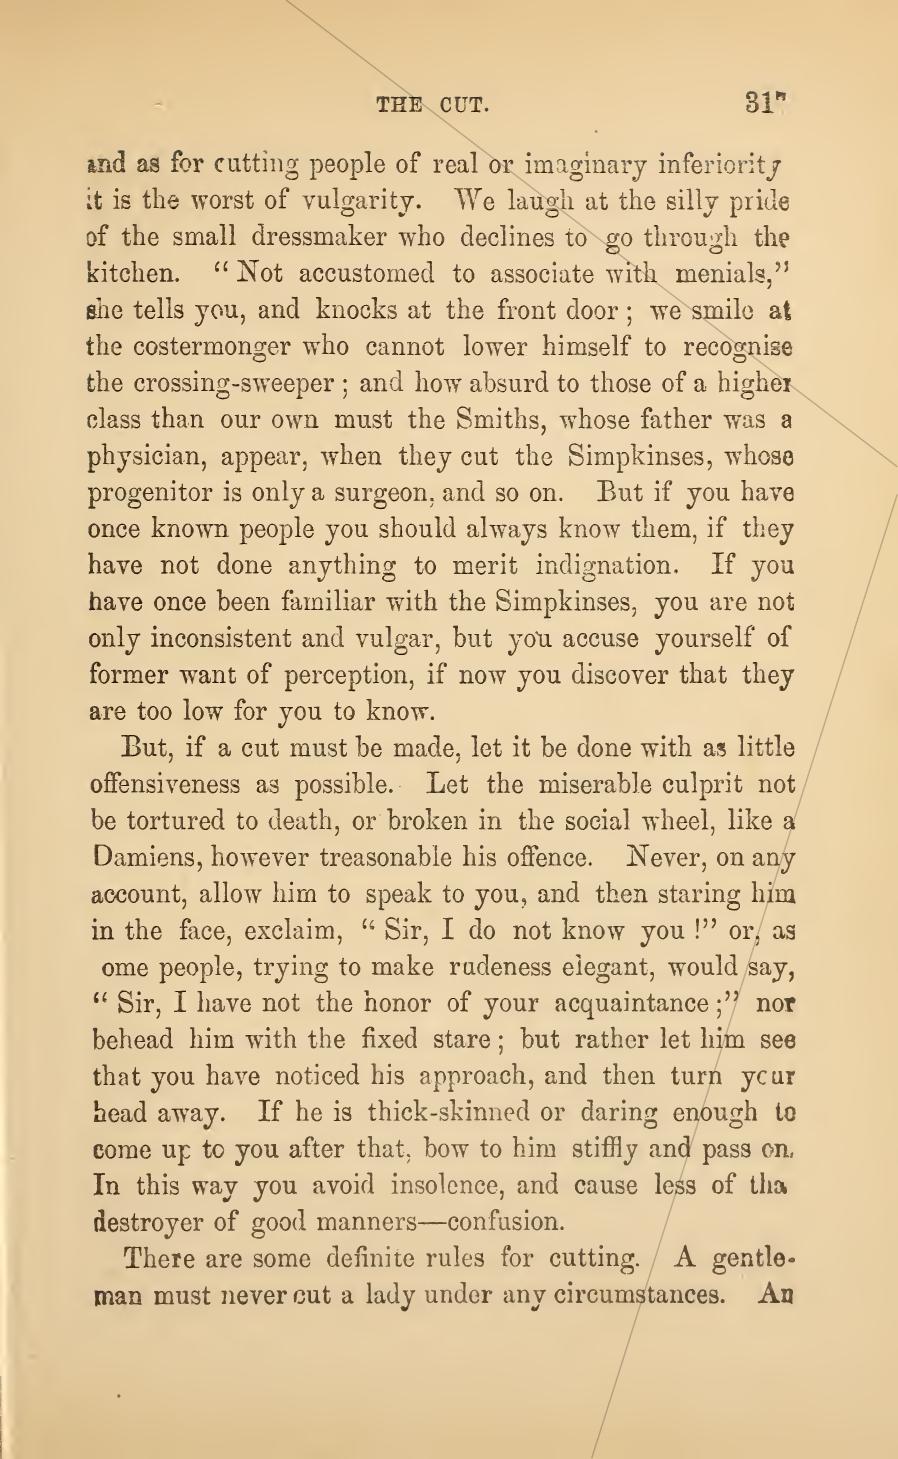 THE CUT. 317
and as for cutting people of real or imaginary inferiority
it is the worst of vulgarity. We laugh at the silly pride
of the small dressmaker who declines to go through the
kitchen. “Not accustomed to associate with menials,”
she tells you, and knocks at the front door; we smile at
the costermonger who cannot lower himself to recognise
the crossing-sweeper; and how absurd to those of a higher
class than our own must the Smiths, whose father was a
physician, appear, when they cut the Simpkinses, whose
progenitor is only a surgeon, and so on. But if you have
once known people you should always know them, if they
have not done anything to merit indignation. If you
have once been familiar with the Simpkinses, you are not
only inconsistent and vulgar, but you accuse yourself of
former want of perception, if now you discover that they
are too low for you to know.
But, if a cut must be made, let it be done with as little
offensiveness as possible. Let the miserable culprit not
be tortured to death, or broken in the social wheel, like a
Damiens, however treasonable his offence. Never, on any
account, allow him to speak to you, and then staring him
in the face, exclaim, “Sir, I do not know you!” or, as
ome people, trying to make rudeness elegant, would say,
“Sir, I have not the honor of your acquaintance;” nor
behead him with the fixed stare; but rather let him see
that you have noticed his approach, and then turn your
head away. If he is thick-skinned or daring enough to
come up to you after that, bow to him stiffly and pass on.
In this way you avoid insolence, and cause less of tha
destroyer of good manners—confusion.
There are some definite rules for cutting. A gentle-
man must never cut a lady under any circumstances. An